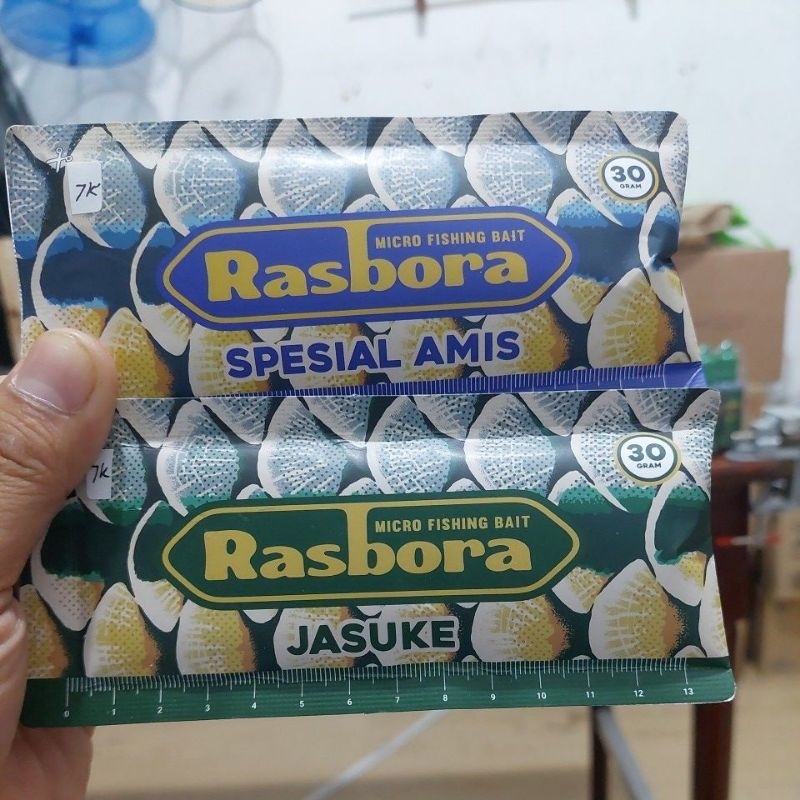 7K
30
GRAM
MICRO FISHING BAIT
Rasbora
SPESIAL AMIS
7K
30
GRAM
MICRO FISHING BAIT
Rasbora
JASUKE
0 1 2 3 4 5 6 7 8 9 10 11 12 13